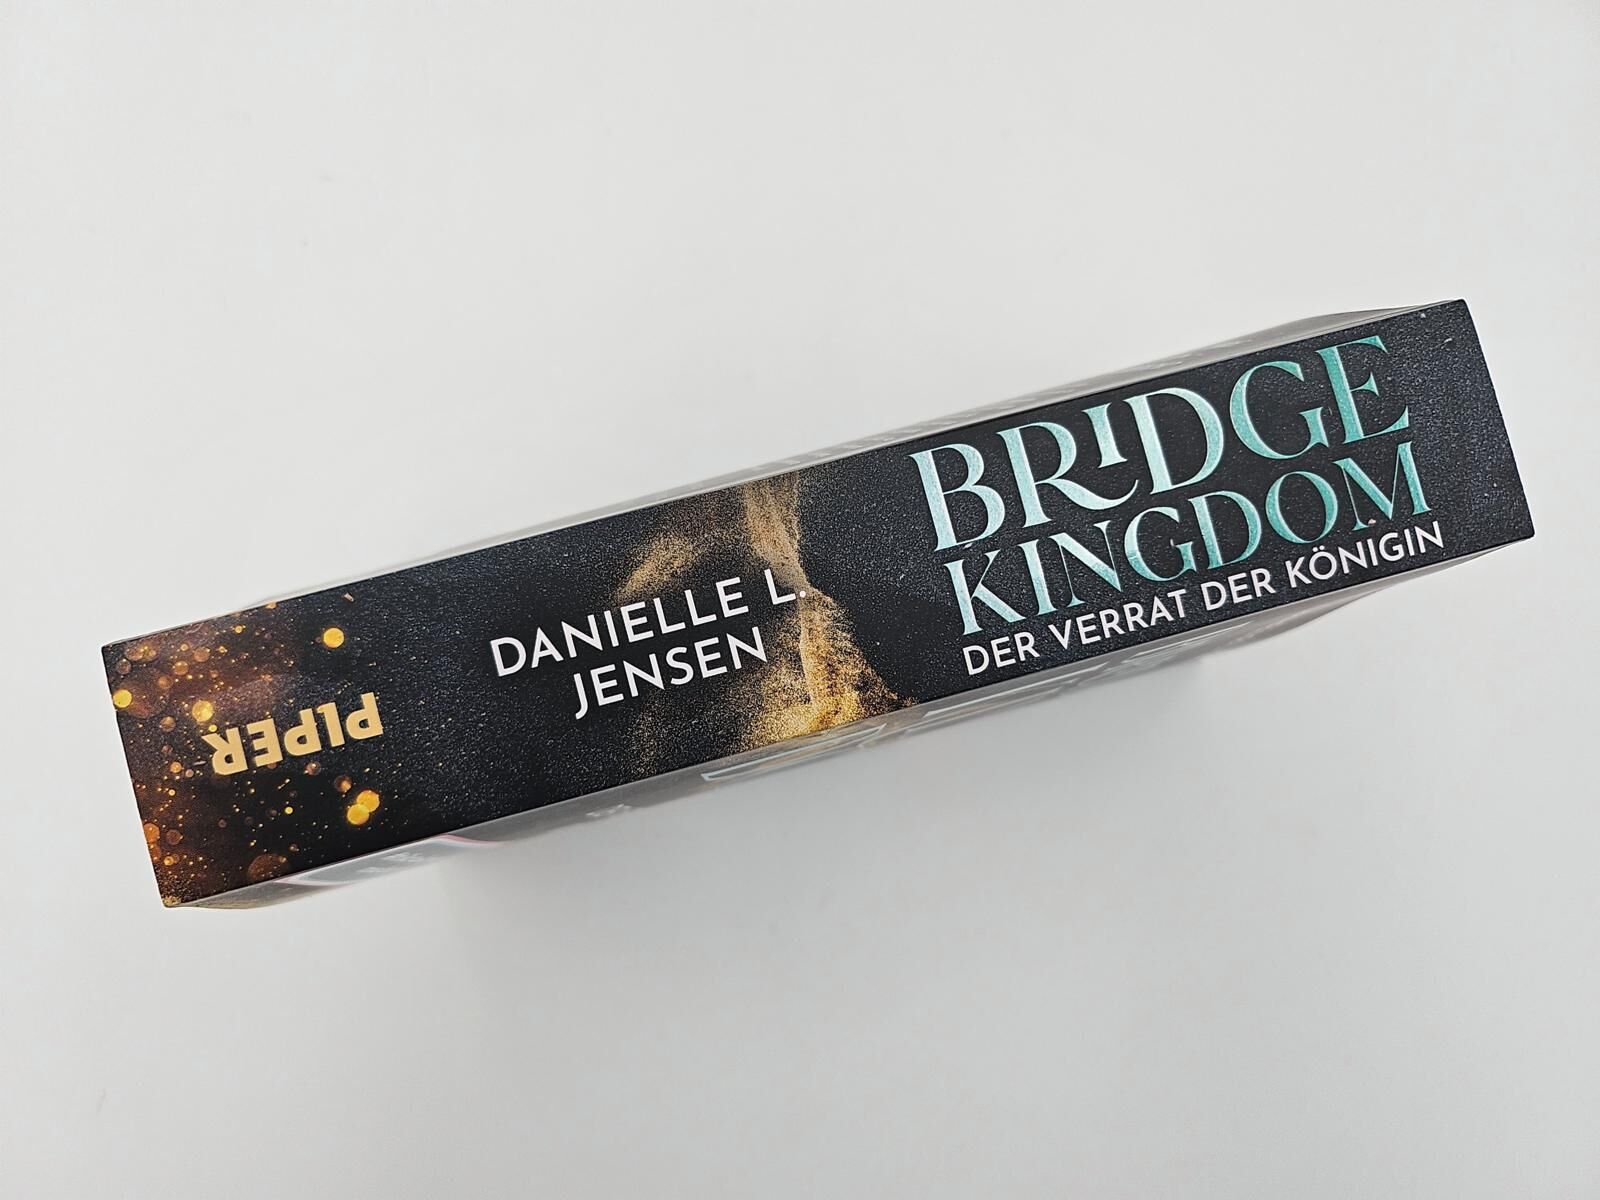 DANIELLE L.
JENSEN
BRIDGE
KINGDOM
DER VERRAT DER KÖNIGIN
PIPER